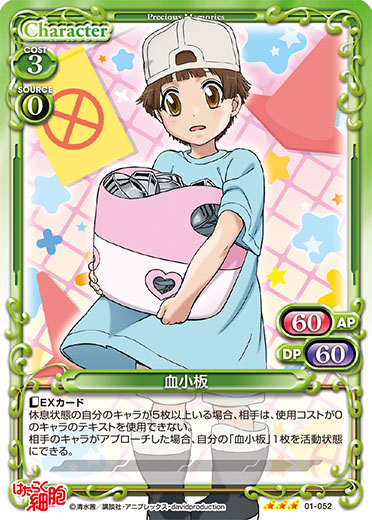 Precious Memories
Character
COST
3
SOURCE
0
60 AP
DP 60
血小板
EXカード
休息状態の自分のキャラが5枚以上いる場合、相手は、使用コストが0
のキャラのテキストを使用できない。
相手のキャラがアプローチした場合、自分の「血小板」1枚を活動状態
にできる。
はたらく
細胞
©清水茜／講談社・アニプレックス・davidproduction
★★★ 01-052